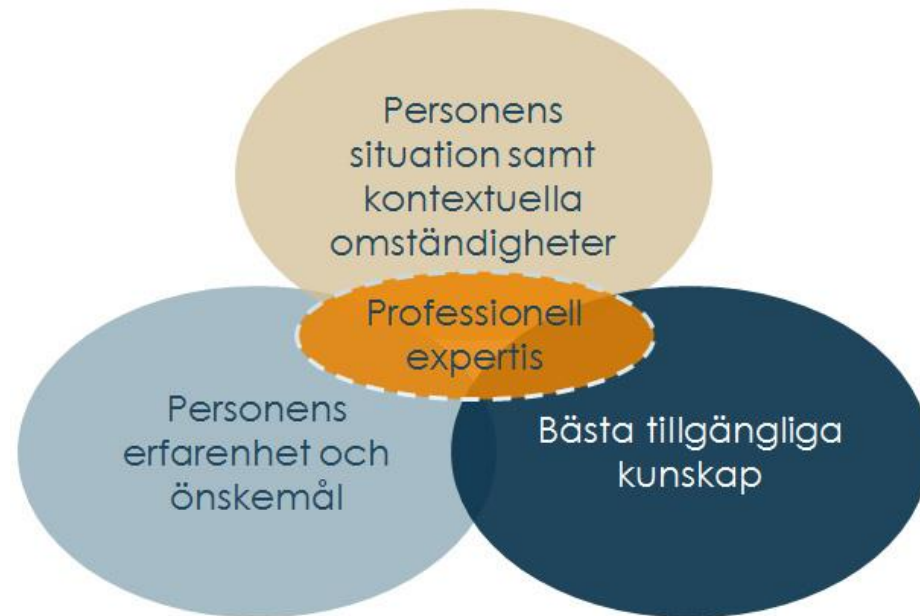 Personens
situation samt
kontextuella
omständigheter
Professionell
expertis
Personens
erfarenhet och
önskemål
Bästa tillgängliga
kunskap